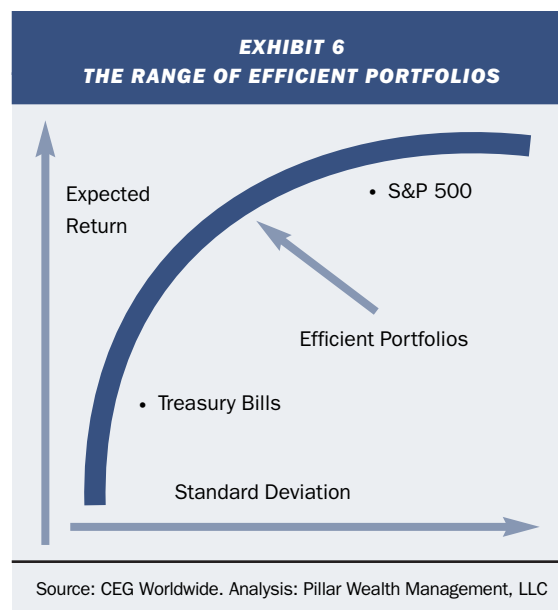 EXHIBIT 6
THE RANGE OF EFFICIENT PORTFOLIOS
Expected
Return
• S&P 500
Efficient Portfolios
• Treasury Bills
Standard Deviation
Source: CEG Worldwide. Analysis: Pillar Wealth Management, LLC